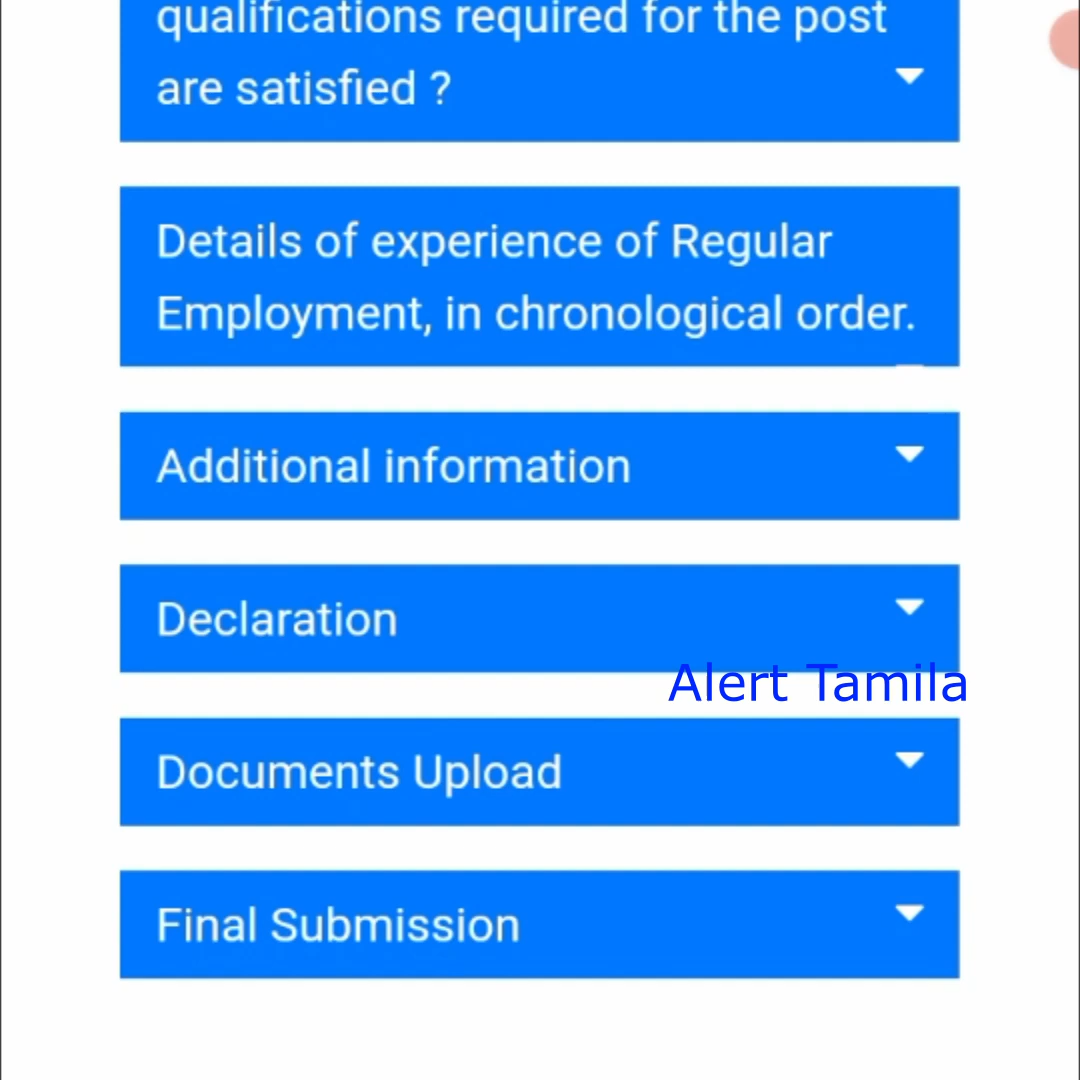 qualifications required for the post
are satisfied ?
Details of experience of Regular
Employment, in chronological order.
Additional information
Declaration
Alert Tamila
Documents Upload
Final Submission